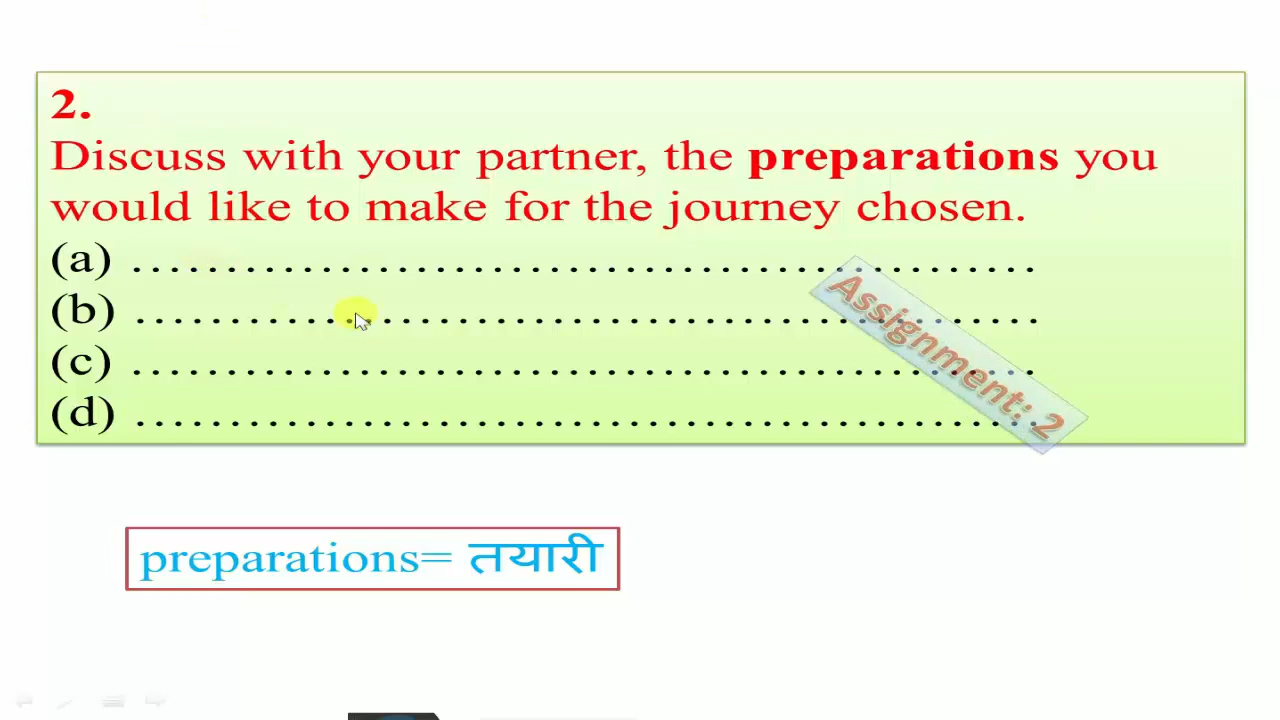 2.
Discuss with your partner, the preparations you
would like to make for the journey chosen.
(a) ................................................
(b) ................................................
(c) ................................................
(d) ................................................
Assignment: 2
preparations= तयारी